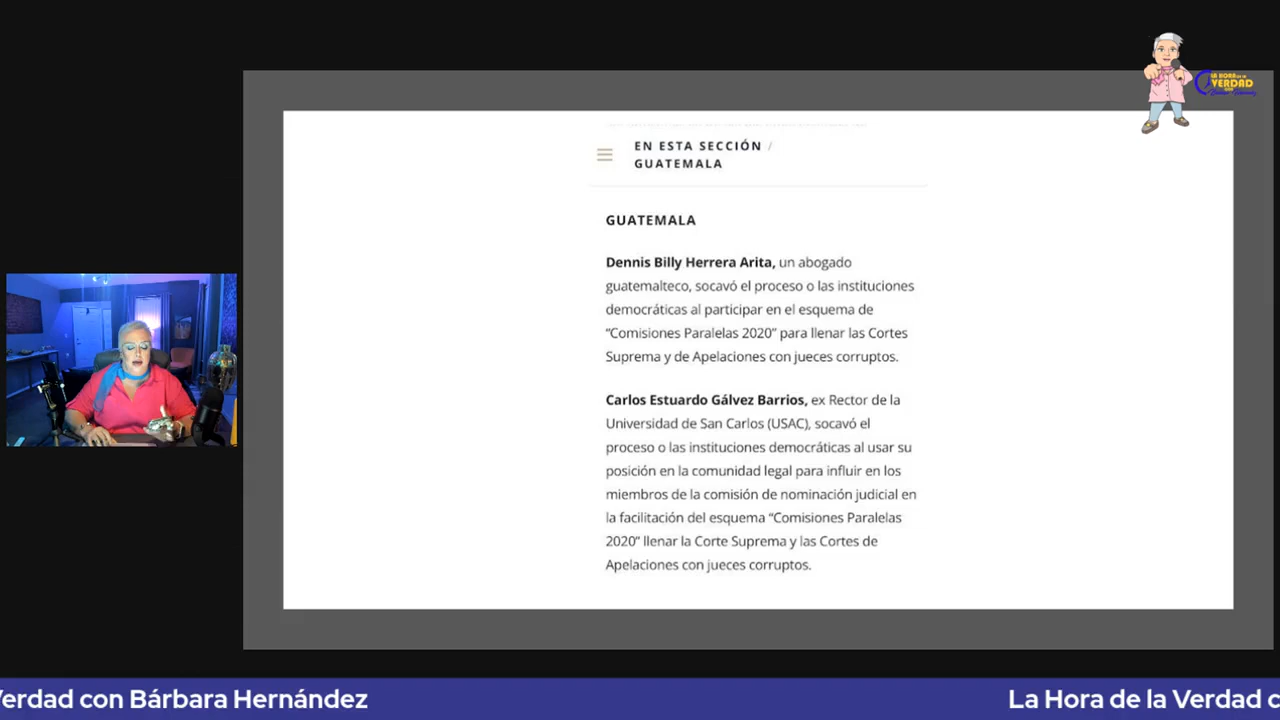 LA HORA DE LA
VERDAD
EN ESTA SECCIÓN /
GUATEMALA
GUATEMALA
Dennis Billy Herrera Arita, un abogado
guatemalteco, socavó el proceso o las instituciones
democráticas al participar en el esquema de
“Comisiones Paralelas 2020” para llenar las Cortes
Suprema y de Apelaciones con jueces corruptos.
Carlos Estuardo Gálvez Barrios, ex Rector de la
Universidad de San Carlos (USAC), socavó el
proceso o las instituciones democráticas al usar su
posición en la comunidad legal para influir en los
miembros de la comisión de nominación judicial en
la facilitación del esquema “Comisiones Paralelas
2020” llenar la Corte Suprema y las Cortes de
Apelaciones con jueces corruptos.
Verdad con Bárbara Hernández
La Hora de la Verdad c